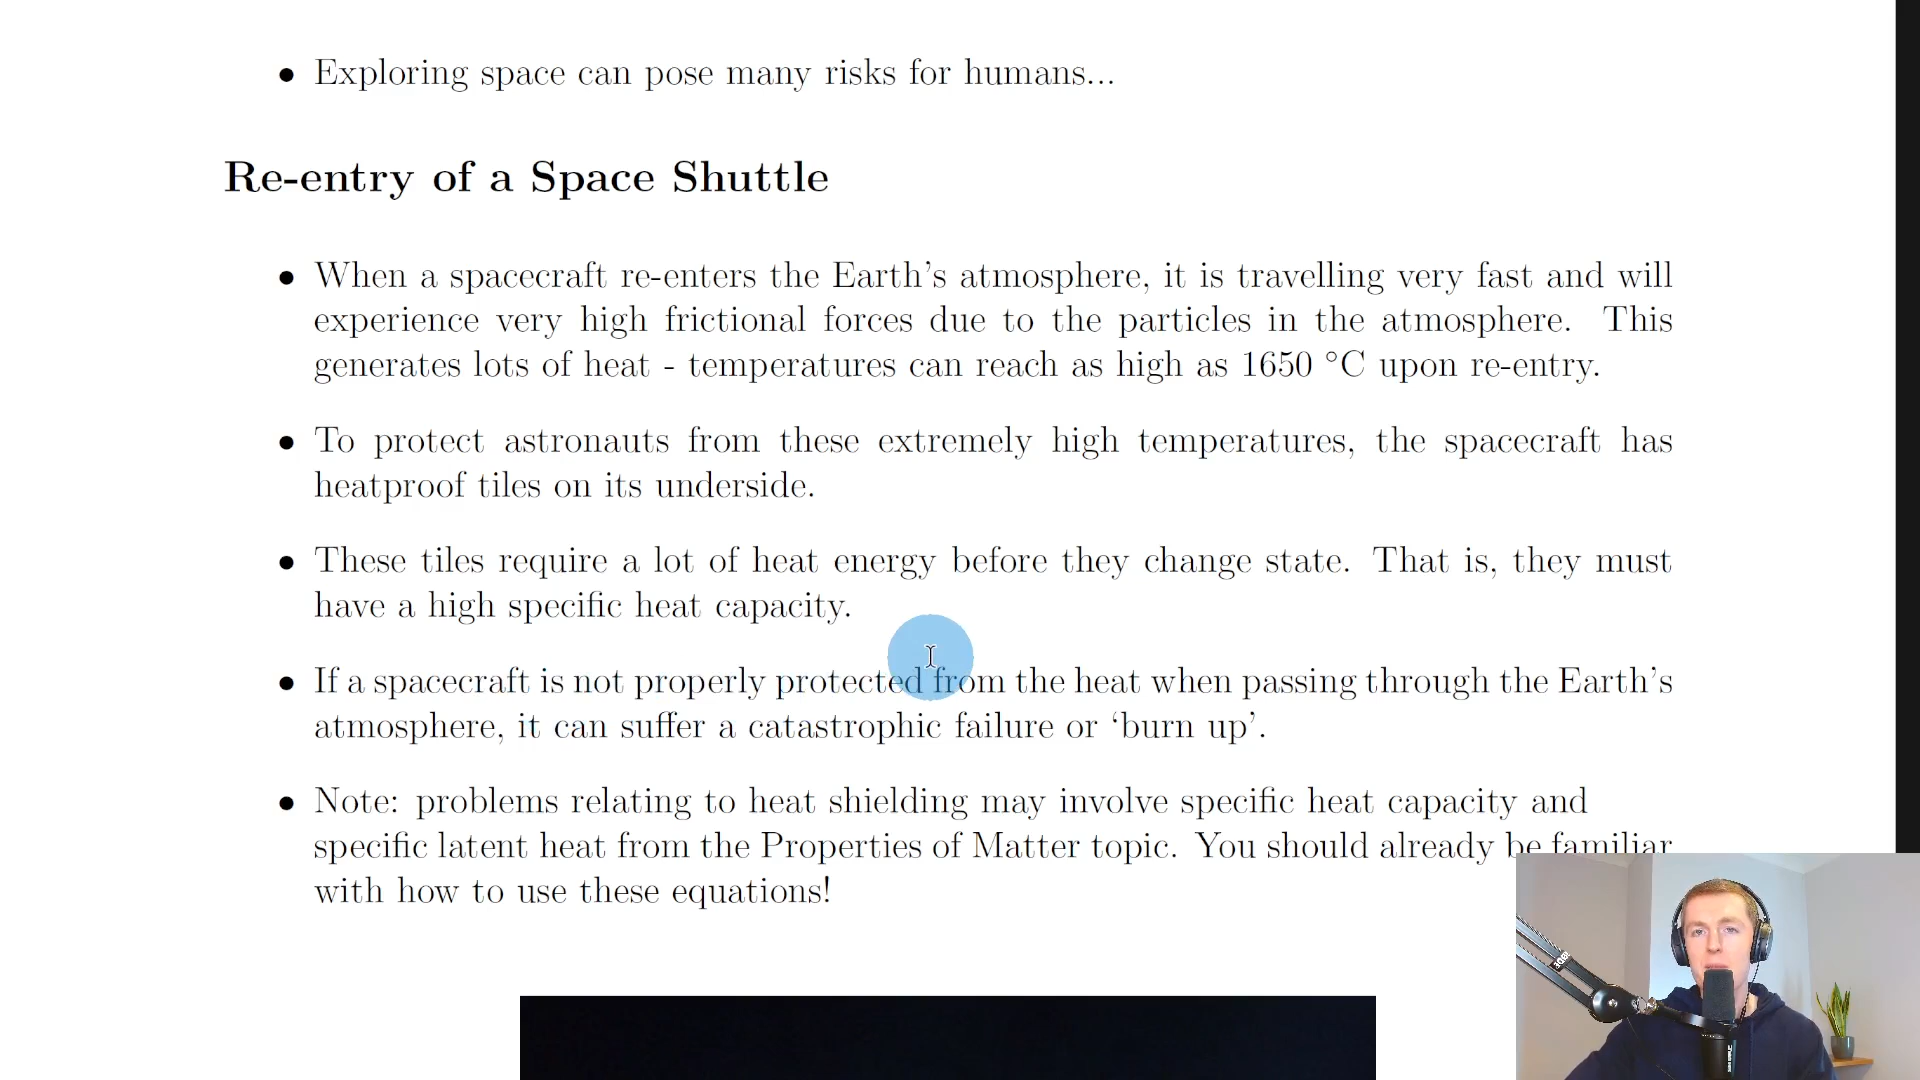 • Exploring space can pose many risks for humans...
Re-entry of a Space Shuttle
• When a spacecraft re-enters the Earth's atmosphere, it is travelling very fast and will
experience very high frictional forces due to the particles in the atmosphere. This
generates lots of heat - temperatures can reach as high as 1650 °C upon re-entry.
• To protect astronauts from these extremely high temperatures, the spacecraft has
heatproof tiles on its underside.
• These tiles require a lot of heat energy before they change state. That is, they must
have a high specific heat capacity.
• If a spacecraft is not properly protected from the heat when passing through the Earth's
atmosphere, it can suffer a catastrophic failure or ‘burn up’.
• Note: problems relating to heat shielding may involve specific heat capacity and
specific latent heat from the Properties of Matter topic. You should already be familiar
with how to use these equations!
RODE